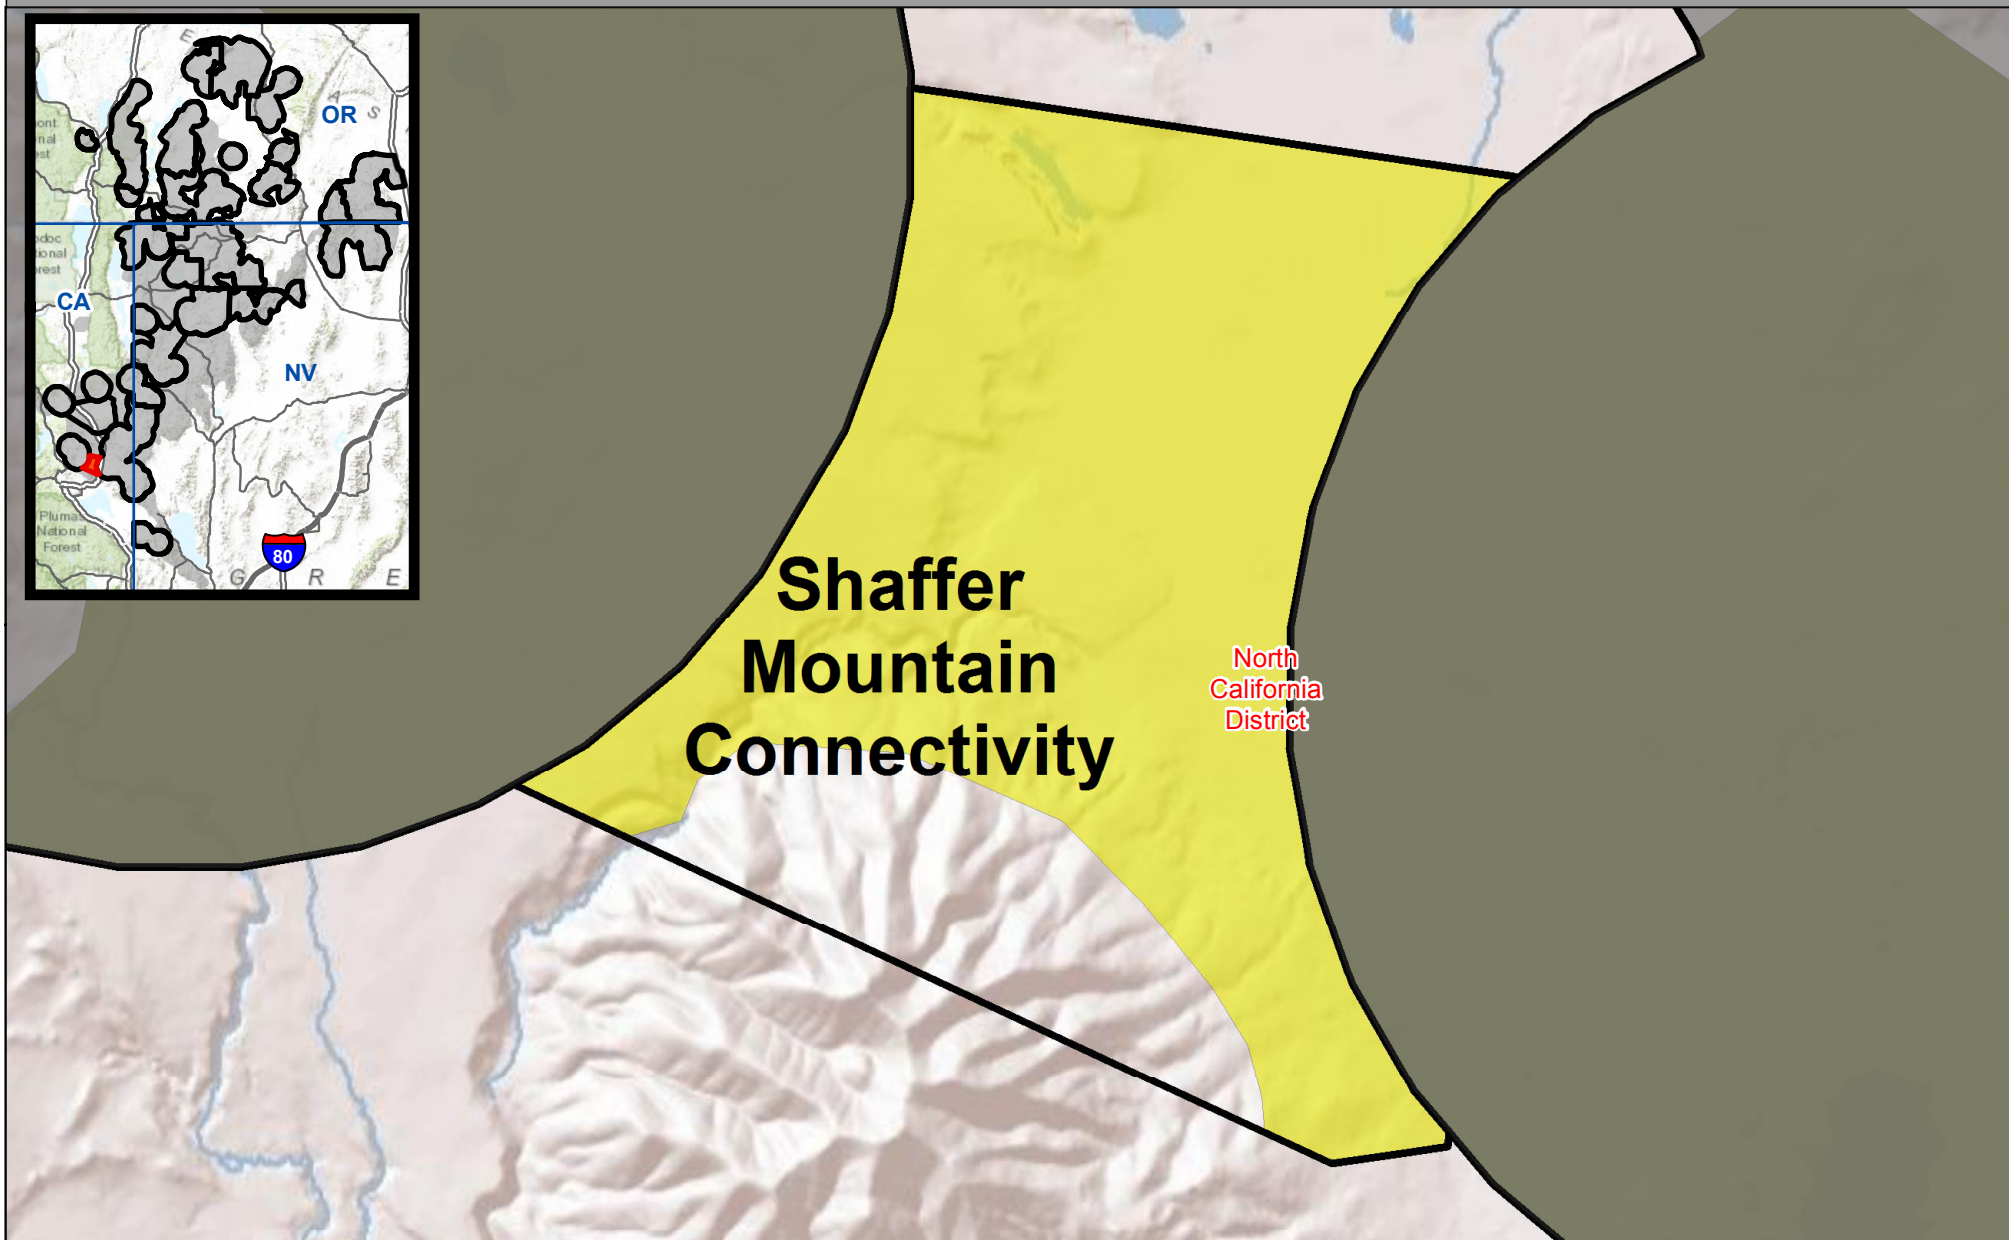 E
A
S
OR
CA
NV
Plumas
National
Forest
80
G R E
Shaffer
Mountain
Connectivity
North
California
District